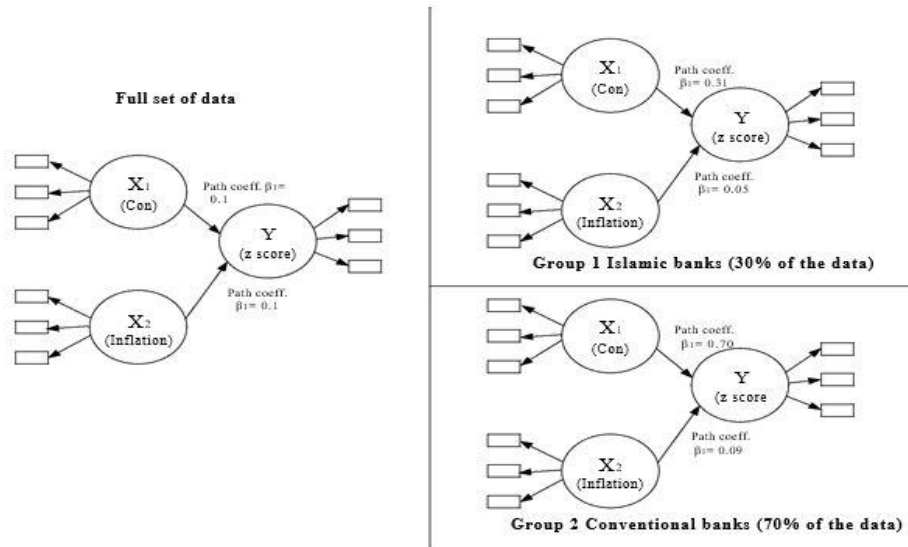 Full set of data
X1
(Con)
Path coeff. β1=
0.1
Y
(z score)
Path coeff.
β1= 0.1
X2
(Inflation)
X1
(Con)
Path coeff.
β1= 0.31
Y
(z score)
Path coeff.
β1= 0.05
X2
(Inflation)
Group 1 Islamic banks (30% of the data)
X1
(Con)
Path coeff.
β1= 0.70
Y
(z score
Path coeff.
β1= 0.09
X2
(Inflation)
Group 2 Conventional banks (70% of the data)